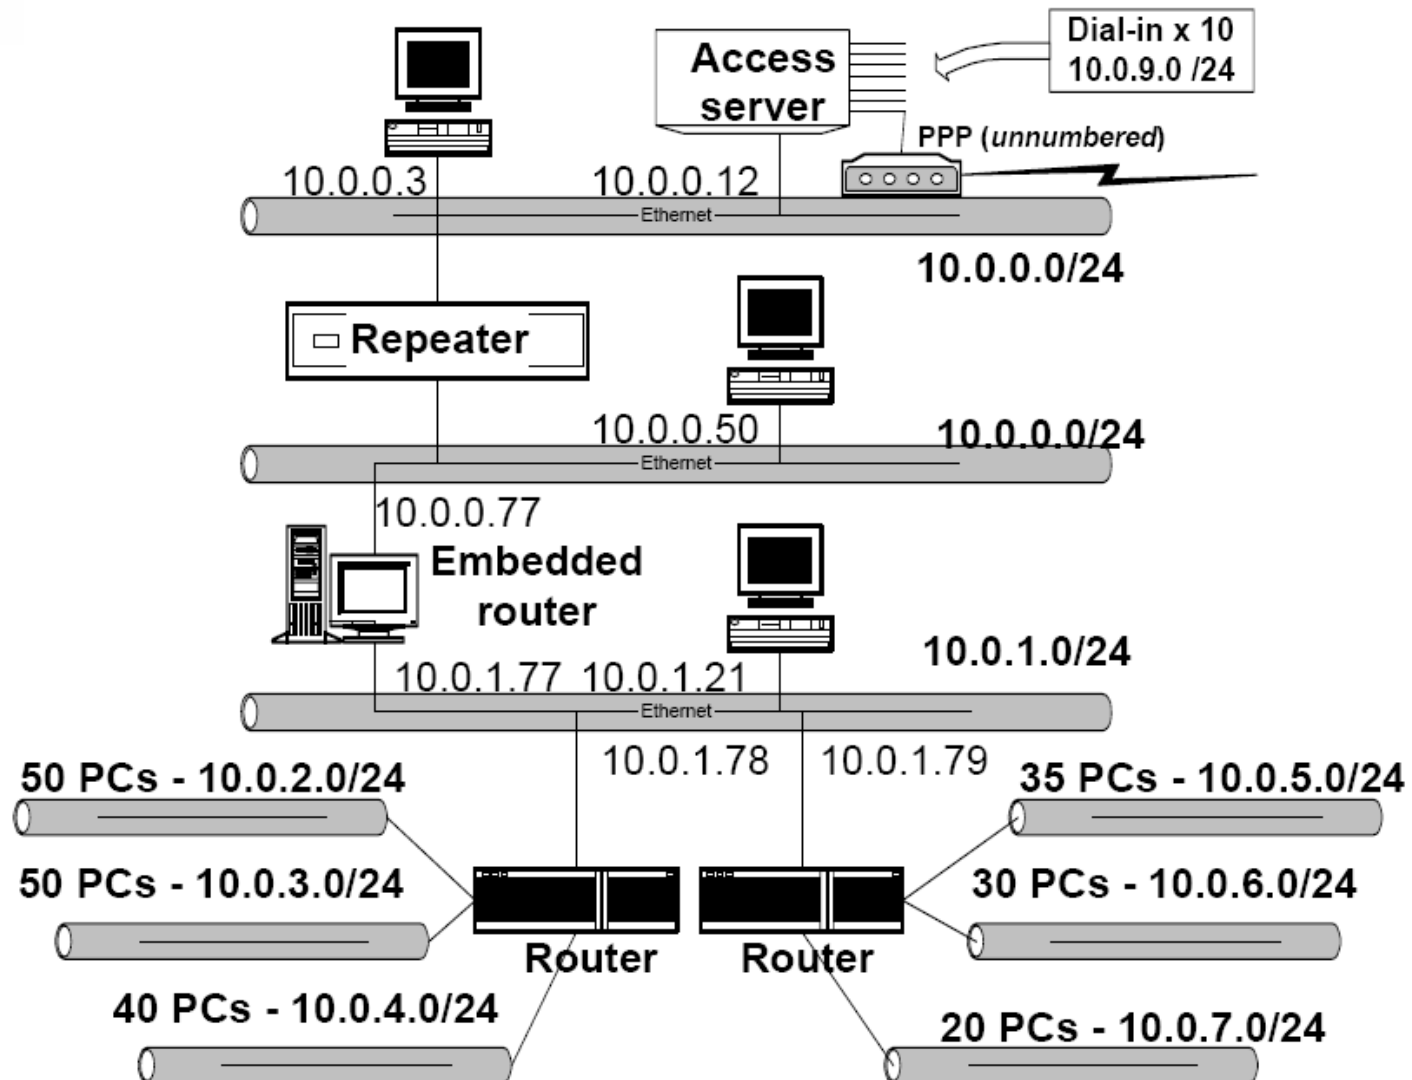 Dial-in x 10
10.0.9.0 /24
Access
server
PPP (unnumbered)
10.0.0.3
10.0.0.12
Ethernet
10.0.0.0/24
Repeater
10.0.0.50
10.0.0.0/24
Ethernet
10.0.0.77
Embedded
router
10.0.1.0/24
10.0.1.77
10.0.1.21
Ethernet
10.0.1.78
10.0.1.79
50 PCs - 10.0.2.0/24
35 PCs - 10.0.5.0/24
50 PCs - 10.0.3.0/24
30 PCs - 10.0.6.0/24
Router
Router
40 PCs - 10.0.4.0/24
20 PCs - 10.0.7.0/24